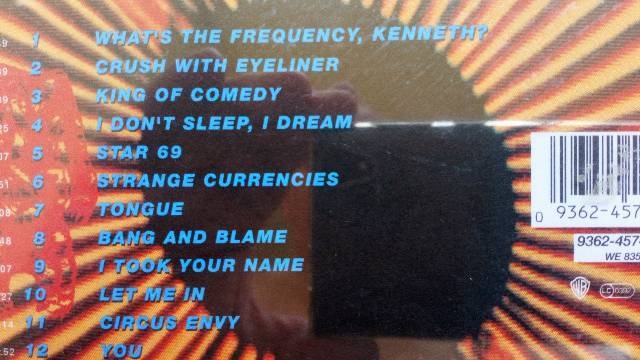 1 WHAT'S THE FREQUENCY, KENNETH?
2 CRUSH WITH EYELINER
3 KING OF COMEDY
4 I DON'T SLEEP, I DREAM
5 STAR 69
6 STRANGE CURRENCIES
7 TONGUE
8 BANG AND BLAME
9 I TOOK YOUR NAME
10 LET ME IN
11 CIRCUS ENVY
12 YOU
0 9362-457
9362-457
WE 835